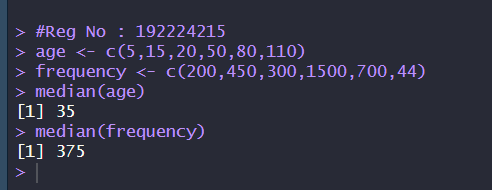 > #Reg No : 192224215
> age <- c(5,15,20,50,80,110)
> frequency <- c(200,450,300,1500,700,44)
> median(age)
[1] 35
> median(frequency)
[1] 375
>